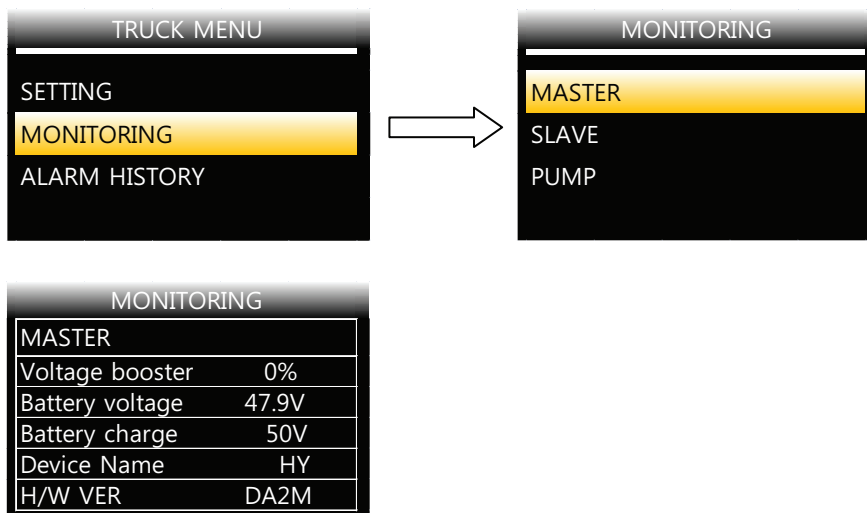 TRUCK MENU
SETTING
MONITORING
ALARM HISTORY
MONITORING
MASTER
SLAVE
PUMP
MONITORING
MASTER
Voltage booster 0%
Battery voltage 47.9V
Battery charge 50V
Device Name HY
H/W VER DA2M